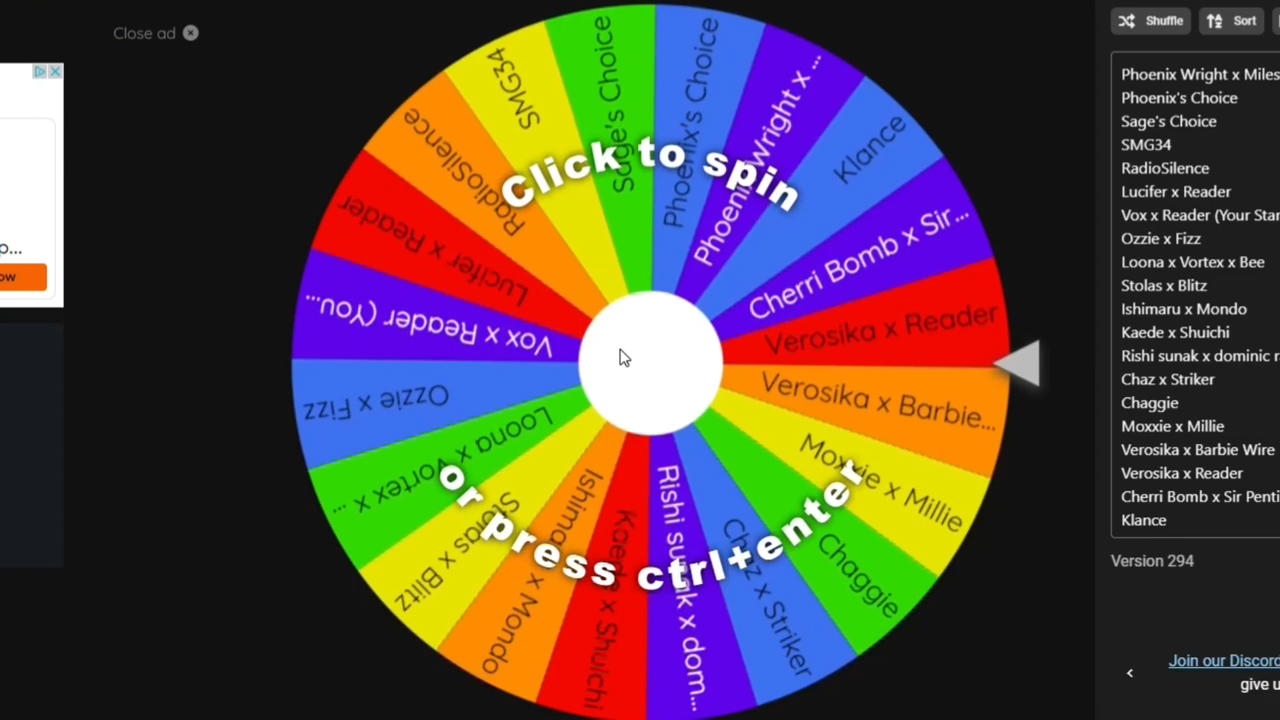 Close ad
p...
ow
Click to spin
or press ctrl+enter
Sage's Choice
Phoenix's Choice
Phoenix Wright x ...
Klance
Cherri Bomb x Sir...
Verosika x Reader
Verosika x Barbie...
Moxxie x Millie
Chaggie
Chaz x Striker
Rishi sunak x dom...
Kaede x Shuichi
Ishimaru x Mondo
Stolas x Blitz
Loona x Vortex x ...
Ozzie x Fizz
Vox x Reader (You...
Lucifer x Reader
RadioSilence
SMG34
Shuffle
Sort
Phoenix Wright x Miles
Phoenix's Choice
Sage's Choice
SMG34
RadioSilence
Lucifer x Reader
Vox x Reader (Your Star
Ozzie x Fizz
Loona x Vortex x Bee
Stolas x Blitz
Ishimaru x Mondo
Kaede x Shuichi
Rishi sunak x dominic
Chaz x Striker
Chaggie
Moxxie x Millie
Verosika x Barbie Wire
Verosika x Reader
Cherri Bomb x Sir Penti
Klance
Version 294
Join our Discord
give u